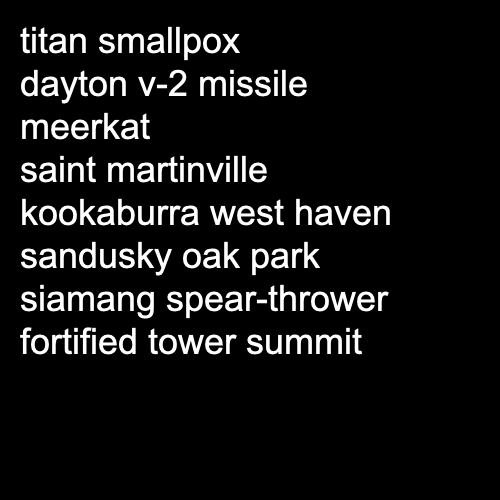 titan smallpox
dayton v-2 missile
meerkat
saint martinville
kookaburra west haven
sandusky oak park
siamang spear-thrower
fortified tower summit